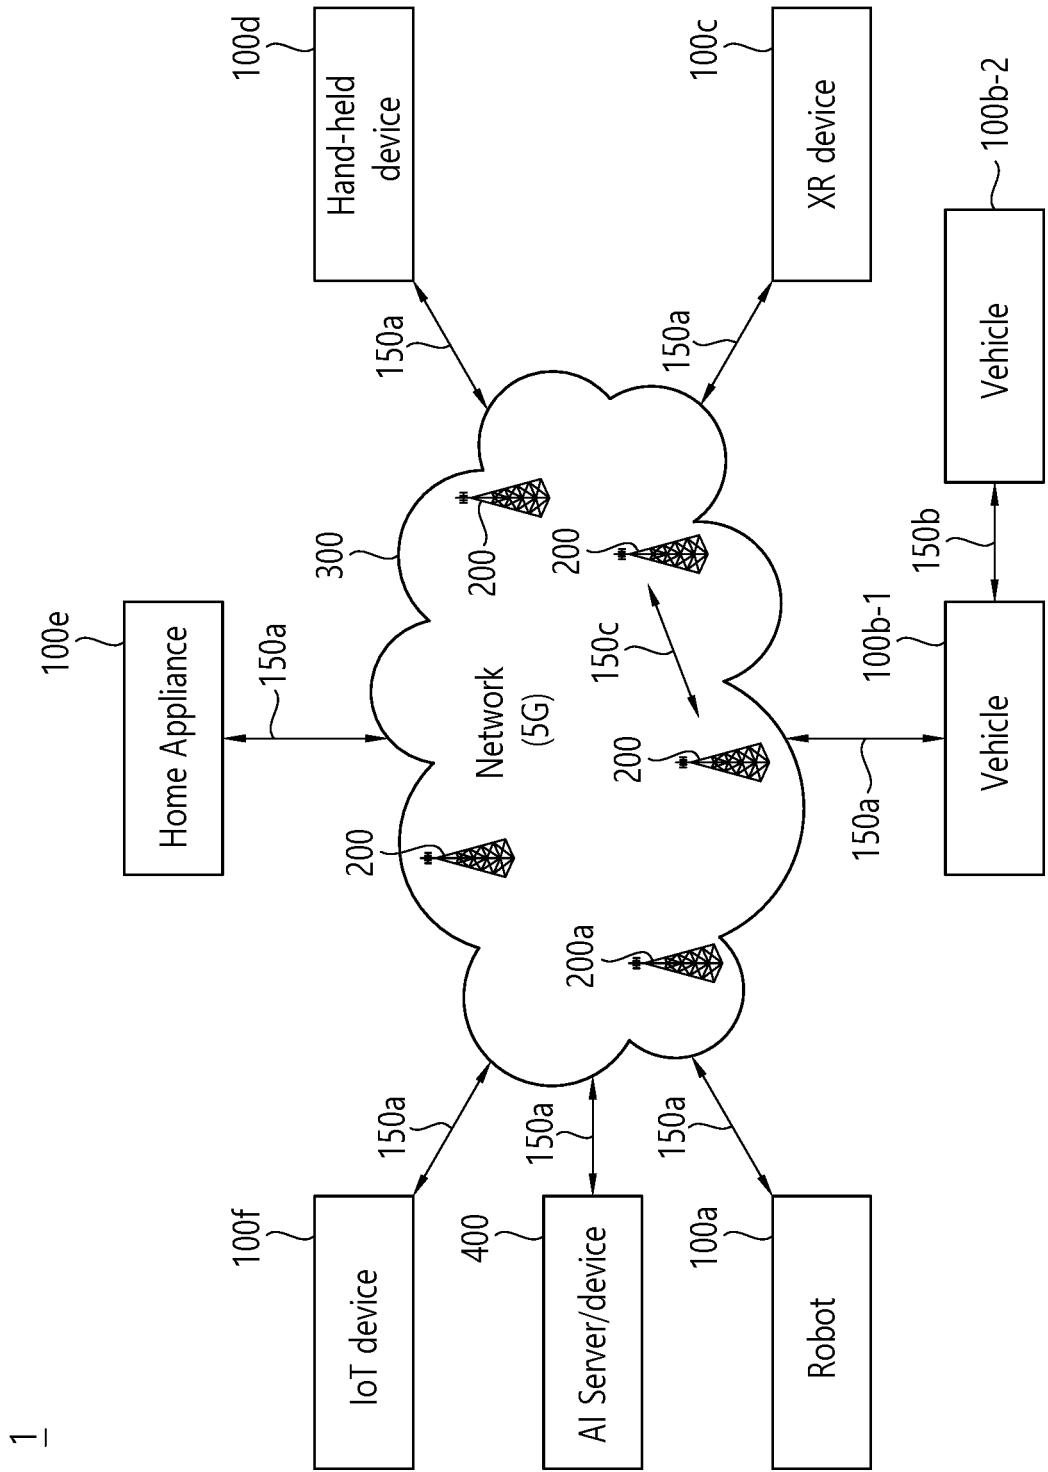 1
100e
Home Appliance
150a
100f
IoT device
150a
300
150a
100d
Hand-held
device
400
AI Server/device
150a
200
Network
(5G)
200
200
200a
200
150c
100a
Robot
150a
150a
100c
XR device
150a
100b-1
Vehicle
150b
100b-2
Vehicle